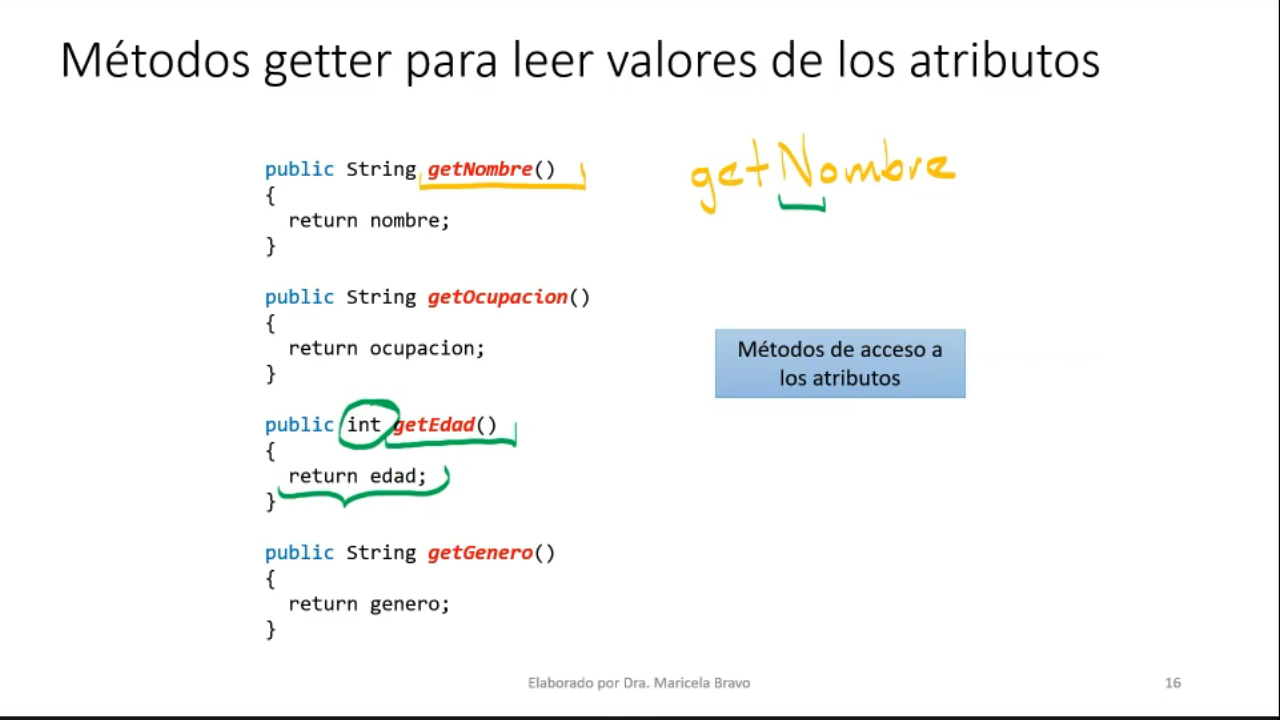 Métodos getter para leer valores de los atributos
public String getNombre()
{
return nombre;
}
getNombre
public String getOcupacion()
{
return ocupacion;
}
Métodos de acceso a
los atributos
public int getEdad()
{
return edad;
}
public String getGenero()
{
return genero;
}
Elaborado por Dra. Maricela Bravo
16